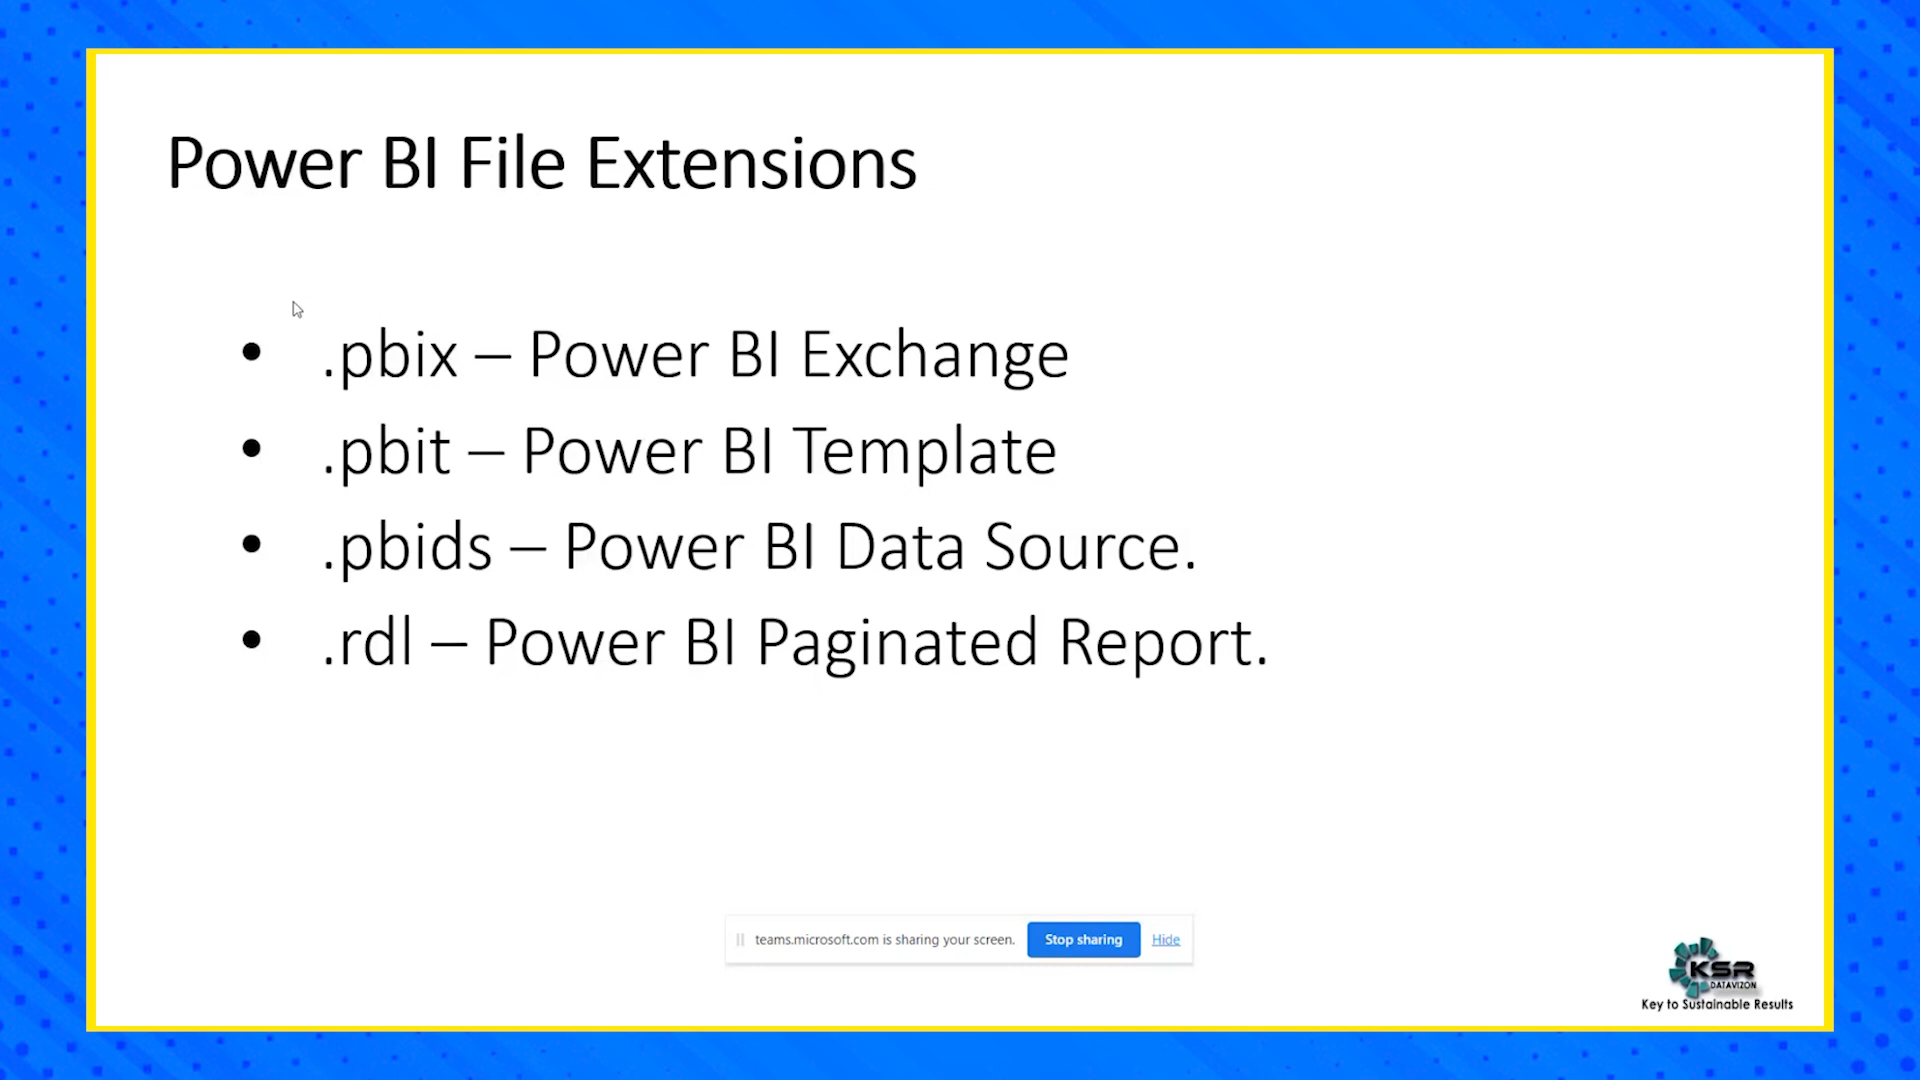 Power BI File Extensions
• .pbix – Power BI Exchange
• .pbit – Power BI Template
• .pbids – Power BI Data Source.
• .rdl – Power BI Paginated Report.
teams.microsoft.com is sharing your screen. Stop sharing Hide
KSR
DATAVIZON
Key to Sustainable Results